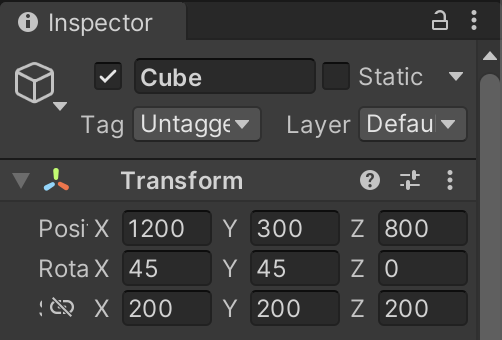 Inspector
Cube Static
Tag Untagge Layer Defau
Transform
Posi X 1200 Y 300 Z 800
Rota X 45 Y 45 Z 0
X 200 Y 200 Z 200